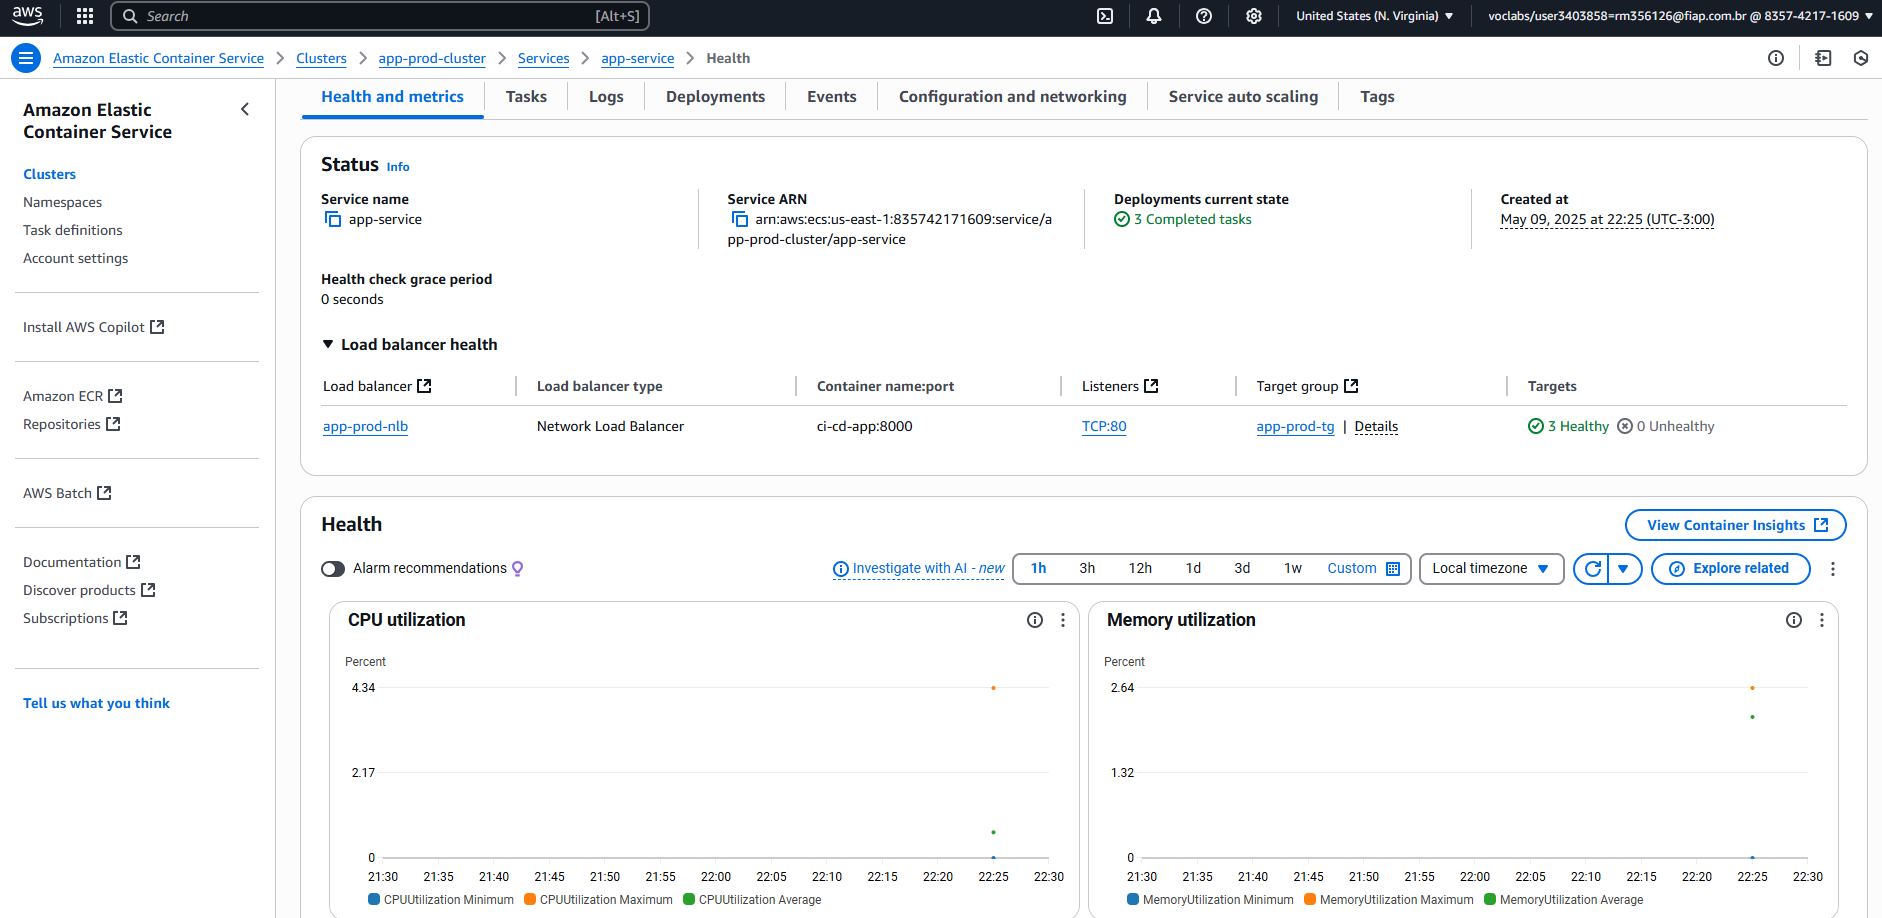 aws
Search [Alt+S]
United States (N. Virginia)
voclabs/user3403858=rm356126@fiap.com.br @ 8357-4217-1609
Amazon Elastic Container Service
Clusters
app-prod-cluster
Services
app-service
Health
Amazon Elastic
Container Service
Clusters
Namespaces
Task definitions
Account settings
Install AWS Copilot
Amazon ECR
Repositories
AWS Batch
Documentation
Discover products
Subscriptions
Tell us what you think
Health and metrics
Tasks
Logs
Deployments
Events
Configuration and networking
Service auto scaling
Tags
Status Info
Service name
app-service
Service ARN
arn:aws:ecs:us-east-1:835742171609:service/a
pp-prod-cluster/app-service
Deployments current state
3 Completed tasks
Created at
May 09, 2025 at 22:25 (UTC-3:00)
Health check grace period
0 seconds
Load balancer health
Load balancer Load balancer type Container name:port Listeners Target group Targets
app-prod-nlb Network Load Balancer ci-cd-app:8000 TCP:80 app-prod-tg | Details 3 Healthy 0 Unhealthy
Health
View Container Insights
Alarm recommendations
Investigate with AI - new
1h 3h 12h 1d 3d 1w Custom
Local timezone
Explore related
CPU utilization
Percent
4.34
2.17
0
21:30 21:35 21:40 21:45 21:50 21:55 22:00 22:05 22:10 22:15 22:20 22:25 22:30
CPUUtilization Minimum CPUUtilization Maximum CPUUtilization Average
Memory utilization
Percent
2.64
1.32
0
21:30 21:35 21:40 21:45 21:50 21:55 22:00 22:05 22:10 22:15 22:20 22:25 22:30
MemoryUtilization Minimum MemoryUtilization Maximum MemoryUtilization Average